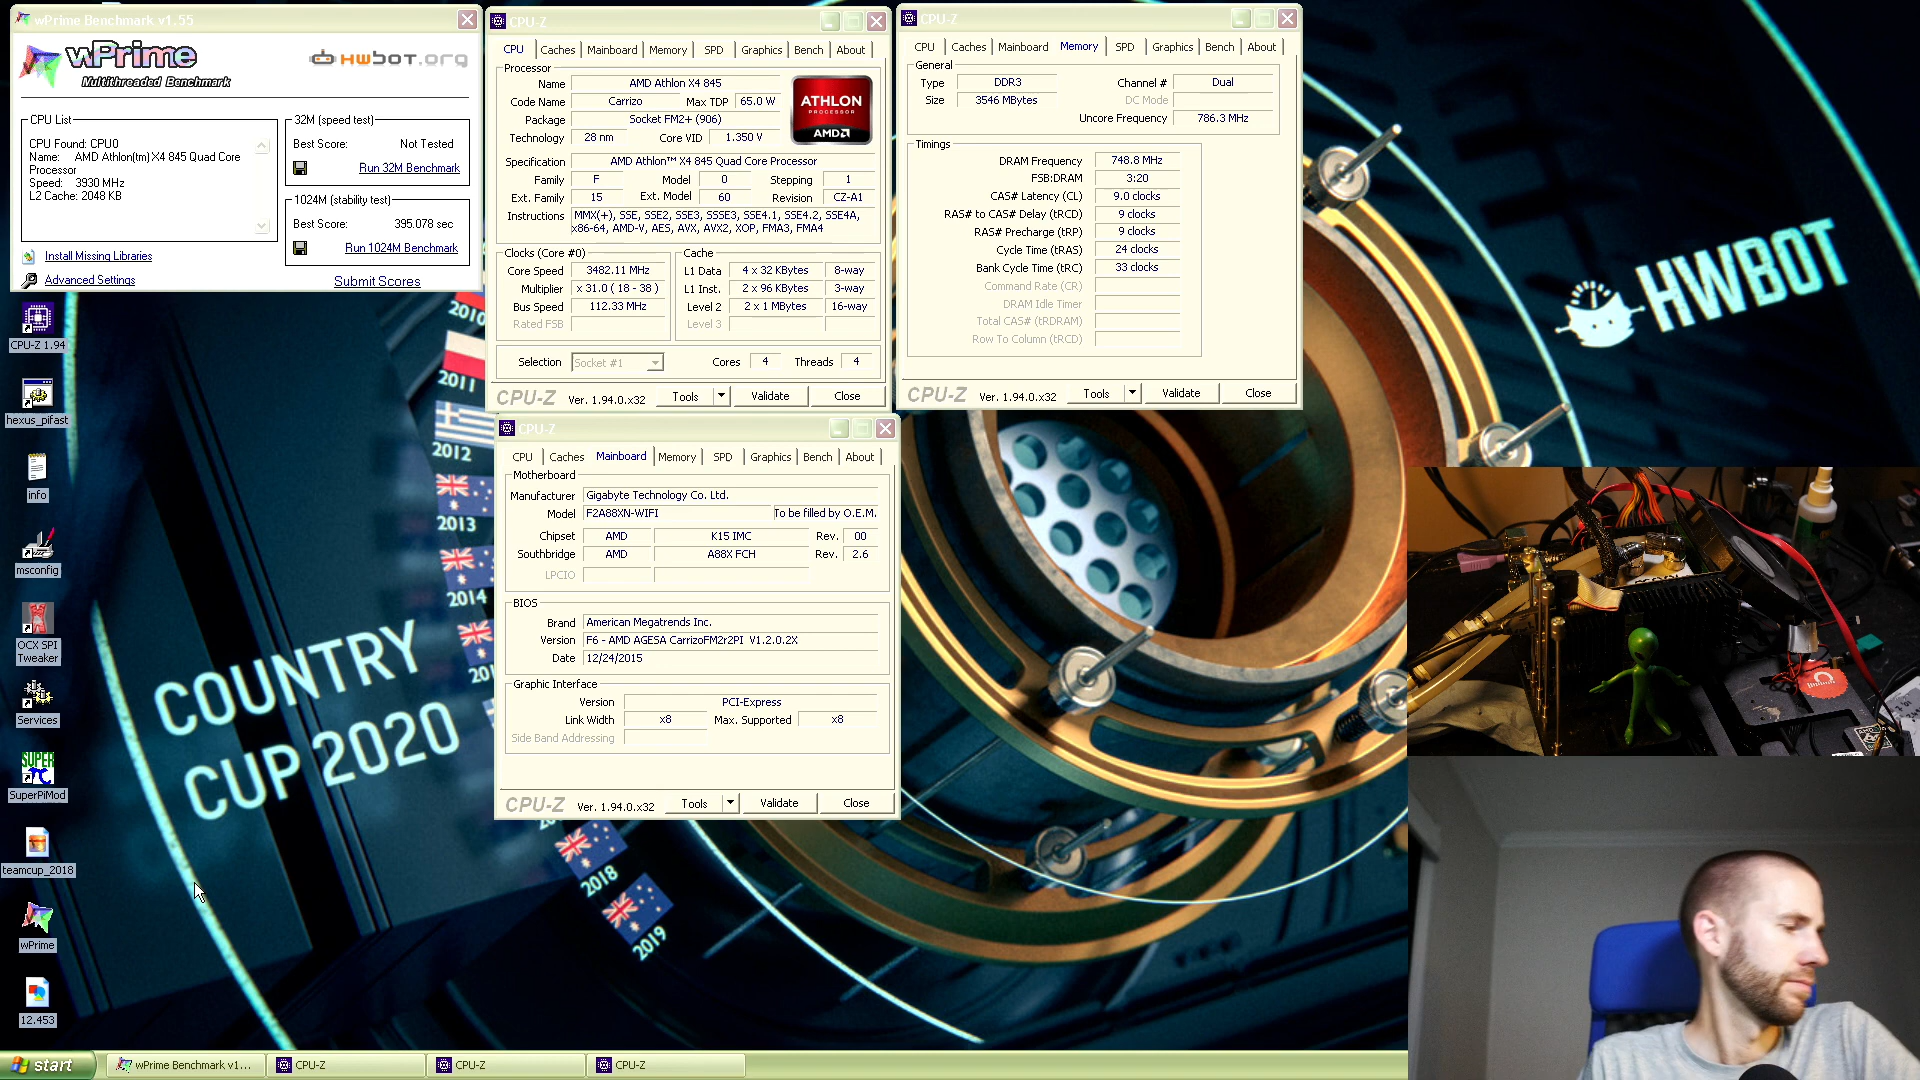 wPrime Benchmark v1.55
wPrime
Multithreaded Benchmark
HWBOT.org
CPU List
CPU Found: CPU0
Name: AMD Athlon(tm) X4 845 Quad Core
Processor
Speed: 3930 MHz
L2 Cache: 2048 KB
32M (speed test)
Best Score: Not Tested
Run 32M Benchmark
1024M (stability test)
Best Score: 395.078 sec
Run 1024M Benchmark
Install Missing Libraries
Advanced Settings
Submit Scores
CPU-Z
CPU Caches Mainboard Memory SPD Graphics Bench About
Processor
Name AMD Athlon X4 845
Code Name Carrizo Max TDP 65.0 W
Package Socket FM2+ (906)
Technology 28 nm Core VID 1.350 V
ATHLON
PROCESSOR
AMD
Specification AMD Athlon™ X4 845 Quad Core Processor
Family F Model 0 Stepping 1
Ext. Family 15 Ext. Model 60 Revision CZ-A1
Instructions MMX(+), SSE, SSE2, SSE3, SSSE3, SSE4.1, SSE4.2, SSE4A,
x86-64, AMD-V, AES, AVX, AVX2, XOP, FMA3, FMA4
Clocks (Core #0)
Core Speed 3482.11 MHz
Multiplier x 31.0 ( 18 - 38 )
Bus Speed 112.33 MHz
Rated FSB
Cache
L1 Data 4 x 32 KBytes 8-way
L1 Inst. 2 x 96 KBytes 3-way
Level 2 2 x 1 MBytes 16-way
Level 3
Selection Socket #1 Cores 4 Threads 4
CPU-Z Ver. 1.94.0.x32 Tools Validate Close
CPU-Z
CPU Caches Mainboard Memory SPD Graphics Bench About
General
Type DDR3 Channel # Dual
Size 3546 MBytes DC Mode
Uncore Frequency 786.3 MHz
Timings
DRAM Frequency 748.8 MHz
FSB:DRAM 3:20
CAS# Latency (CL) 9.0 clocks
RAS# to CAS# Delay (tRCD) 9 clocks
RAS# Precharge (tRP) 9 clocks
Cycle Time (tRAS) 24 clocks
Bank Cycle Time (tRC) 33 clocks
Command Rate (CR)
DRAM Idle Timer
Total CAS# (tRDRAM)
Row To Column (tRCD)
CPU-Z Ver. 1.94.0.x32 Tools Validate Close
CPU-Z
CPU Caches Mainboard Memory SPD Graphics Bench About
Motherboard
Manufacturer Gigabyte Technology Co. Ltd.
Model F2A88XN-WIFI To be filled by O.E.M.
Chipset AMD K15 IMC Rev. 00
Southbridge AMD A88X FCH Rev. 2.6
LPCIO
BIOS
Brand American Megatrends Inc.
Version F6 - AMD AGESA CarrizoFM2r2PI V1.2.0.2X
Date 12/24/2015
Graphic Interface
Version PCI-Express
Link Width x8 Max. Supported x8
Side Band Addressing
CPU-Z Ver. 1.94.0.x32 Tools Validate Close
CPU-Z 1.94
hexus_pifast
info
msconfig
OCX SPI
Tweaker
Services
SUPER
SuperPiMod
teamcup_2018
wPrime
12.453
2010
2011
2012
2013
2014
2018
2019
COUNTRY
CUP 2020
HWBOT
AMD
start wPrime Benchmark v1... CPU-Z CPU-Z CPU-Z